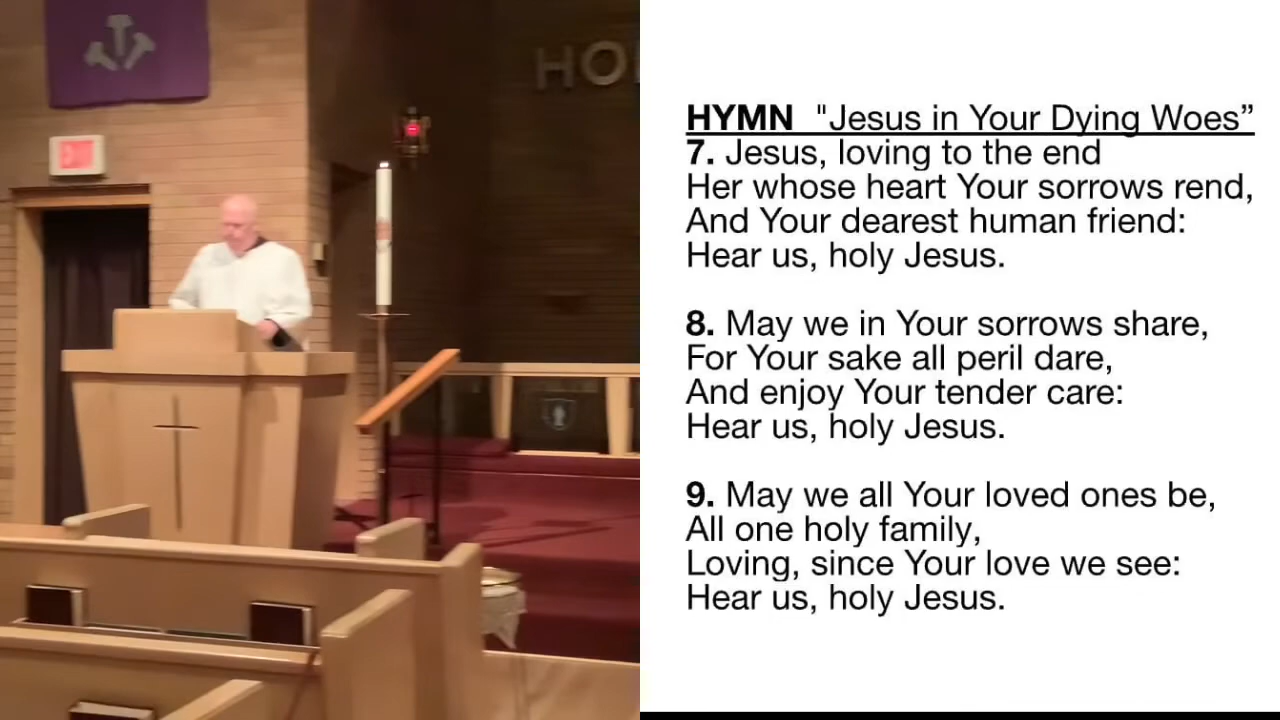 HO
HYMN "Jesus in Your Dying Woes”
7. Jesus, loving to the end
Her whose heart Your sorrows rend,
And Your dearest human friend:
Hear us, holy Jesus.
8. May we in Your sorrows share,
For Your sake all peril dare,
And enjoy Your tender care:
Hear us, holy Jesus.
9. May we all Your loved ones be,
All one holy family,
Loving, since Your love we see:
Hear us, holy Jesus.